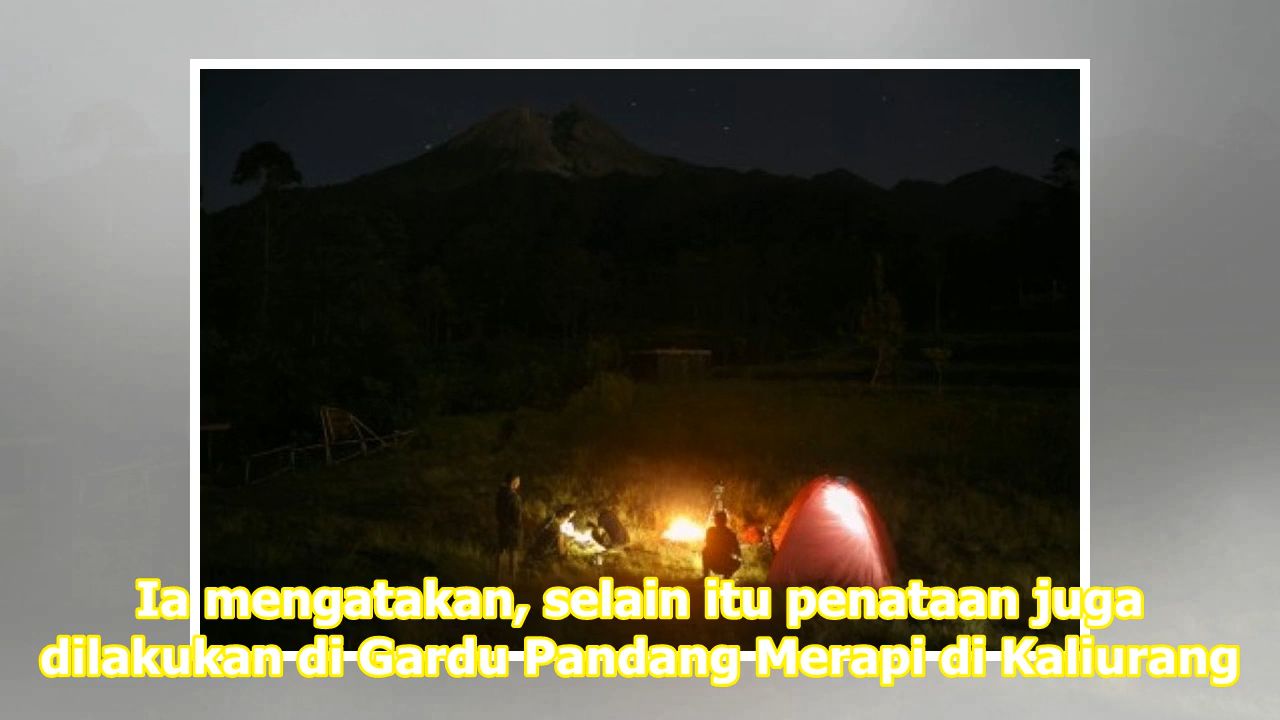 Ia mengatakan, selain itu penataan juga
dilakukan di Gardu Pandang Merapi di Kaliurang